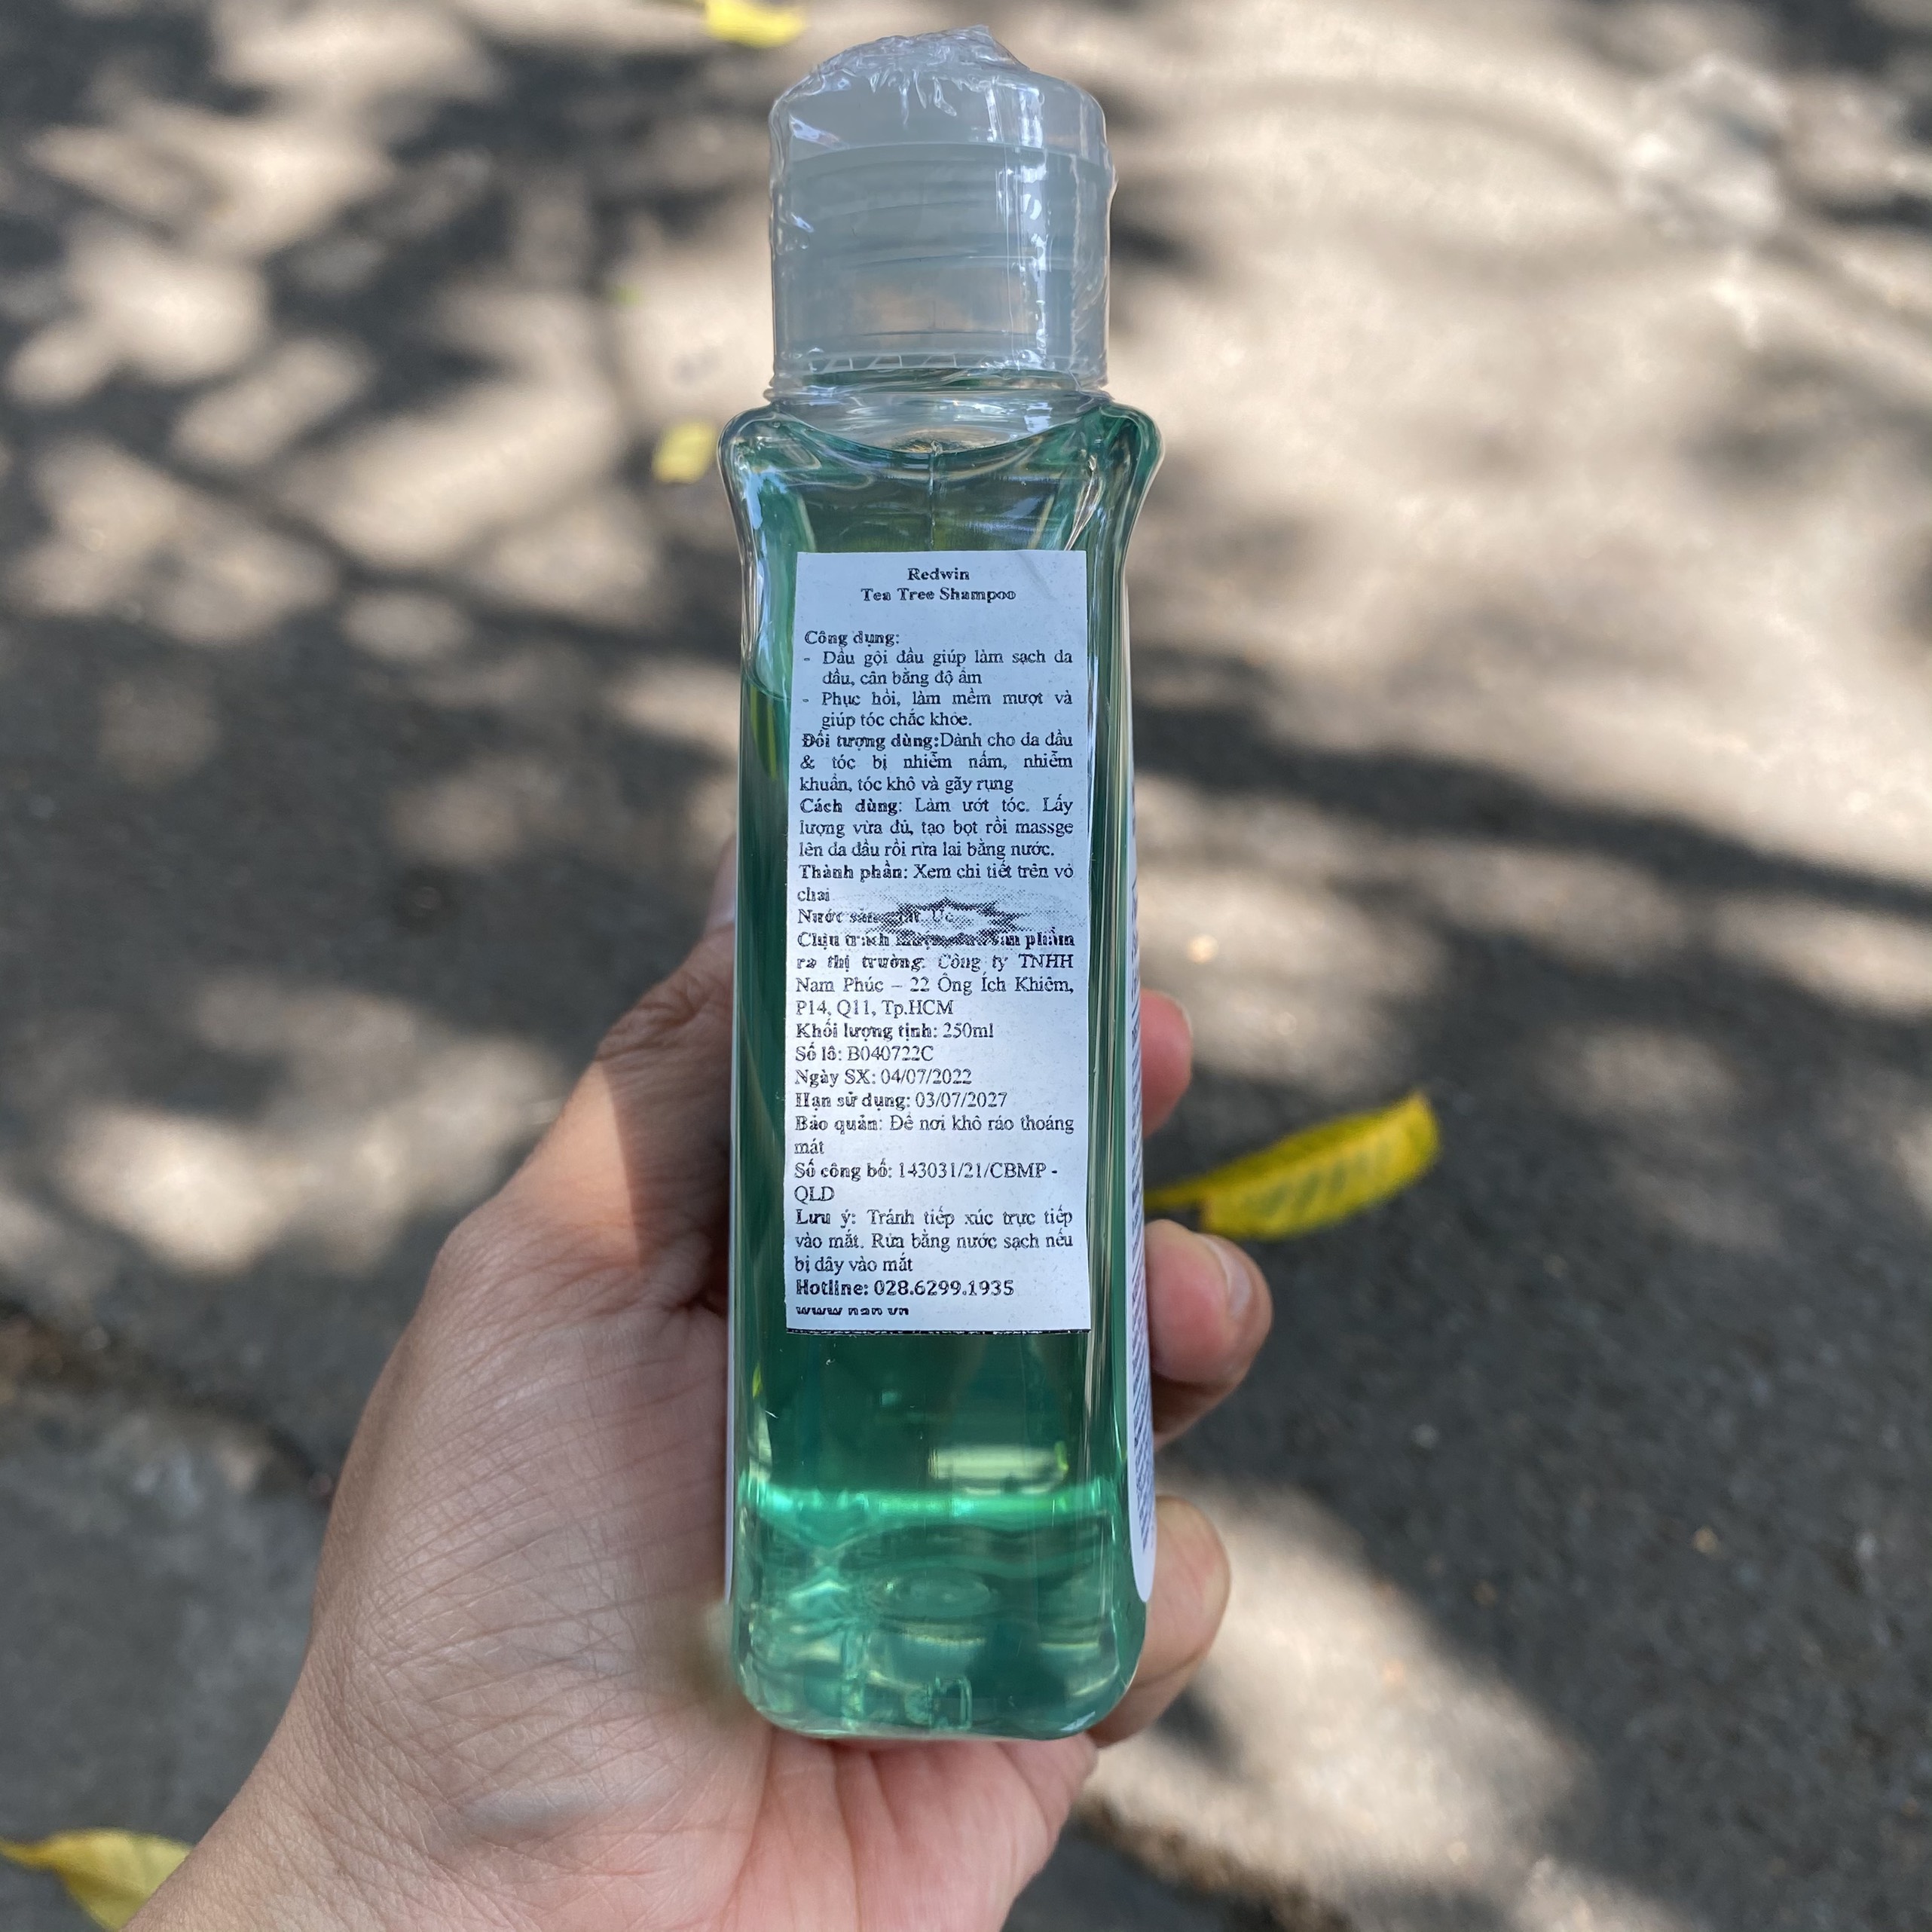 Redwin
Tea Tree Shampoo
Công dụng:
- Dầu gội đầu giúp làm sạch da
đầu, cân bằng độ ẩm
- Phục hồi, làm mềm mượt và
giúp tóc chắc khỏe.
Đối tượng dùng:Dành cho da đầu
& tóc bị nhiễm nấm, nhiễm
khuẩn, tóc khô và gãy rụng
Cách dùng: Làm ướt tóc. Lấy
lượng vừa đủ, tạo bọt rồi massge
lên da đầu rồi rửa lai bằng nước.
Thành phần: Xem chi tiết trên vỏ
chai
Nước sản Úc
Chịu trách sản phẩm
ra thị trường: Công ty TNHH
Nam Phúc – 22 Ông Ích Khiêm,
P14, Q11, Tp.HCM
Khối lượng tịnh: 250ml
Số lô: B040722C
Ngày SX: 04/07/2022
Hạn sử dụng: 03/07/2027
Bảo quản: Để nơi khô ráo thoáng
mát
Số công bố: 143031/21/CBMP -
QLD
Lưu ý: Tránh tiếp xúc trực tiếp
vào mắt. Rửa bằng nước sạch nếu
bị dây vào mắt
Hotline: 028.6299.1935